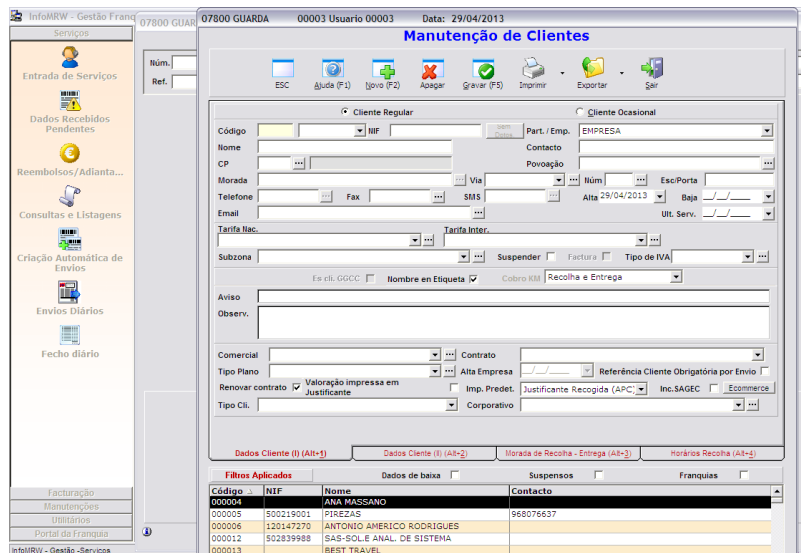 InfoMRW - Gestão Franq
Serviços
Entrada de Serviços
Dados Recebidos
Pendentes
Reembolsos/Adianta...
Consultas e Listagens
Criação Automática de
Envios
Envios Diários
Fecho diário
Facturação
Manutenções
Utilitários
Portal da Franquia
InfoMRW - Gestão -Serviços
07800 GUAR
Núm.
Ref.
07800 GUARDA 00003 Usuario 00003 Data: 29/04/2013
Manutenção de Clientes
ESC Ajuda (F1) Novo (F2) Apagar Gravar (F5) Imprimir Exportar Sair
Cliente Regular Cliente Ocasional
Código NIF Sem Dotos Part. / Emp. EMPRESA
Nome Contacto
CP ... Povoação ...
Morada ... Via ... Núm ... Esc/Porta
Telefone ... Fax ... SMS ... Alta 29/04/2013 Baja __/__/____
Email ... Ult. Serv. __/__/____
Tarifa Nac. Tarifa Inter.
... ...
Subzona ... Suspender Factura Tipo de IVA ...
Es cli. GGCC Nombre en Etiqueta Cobro KM Recolha e Entrega
Aviso
Observ.
Comercial ... Contrato
Tipo Plano ... Alta Empresa __/__/____ Referência Cliente Obrigatória por Envio
Renovar contrato Valoração impressa em Justificante Imp. Predet. Justificante Recogida (APC) Inc.SAGEC Ecommerce
Tipo Cli. Corporativo ...
Dados Cliente (I) (Alt+1) Dados Cliente (II) (Alt+2) Morada de Recolha - Entrega (Alt+3) Horários Recolha (Alt+4)
Filtros Aplicados Dados de baixa Suspensos Franquias
Código NIF Nome Contacto
000004 ANA MASSANO
000005 500219001 PIREZAS 968076637
000006 120147270 ANTONIO AMERICO RODRIGUES
000012 502839988 SAS-SOL.E ANAL. DE SISTEMA
000013 BEST TRAVEL